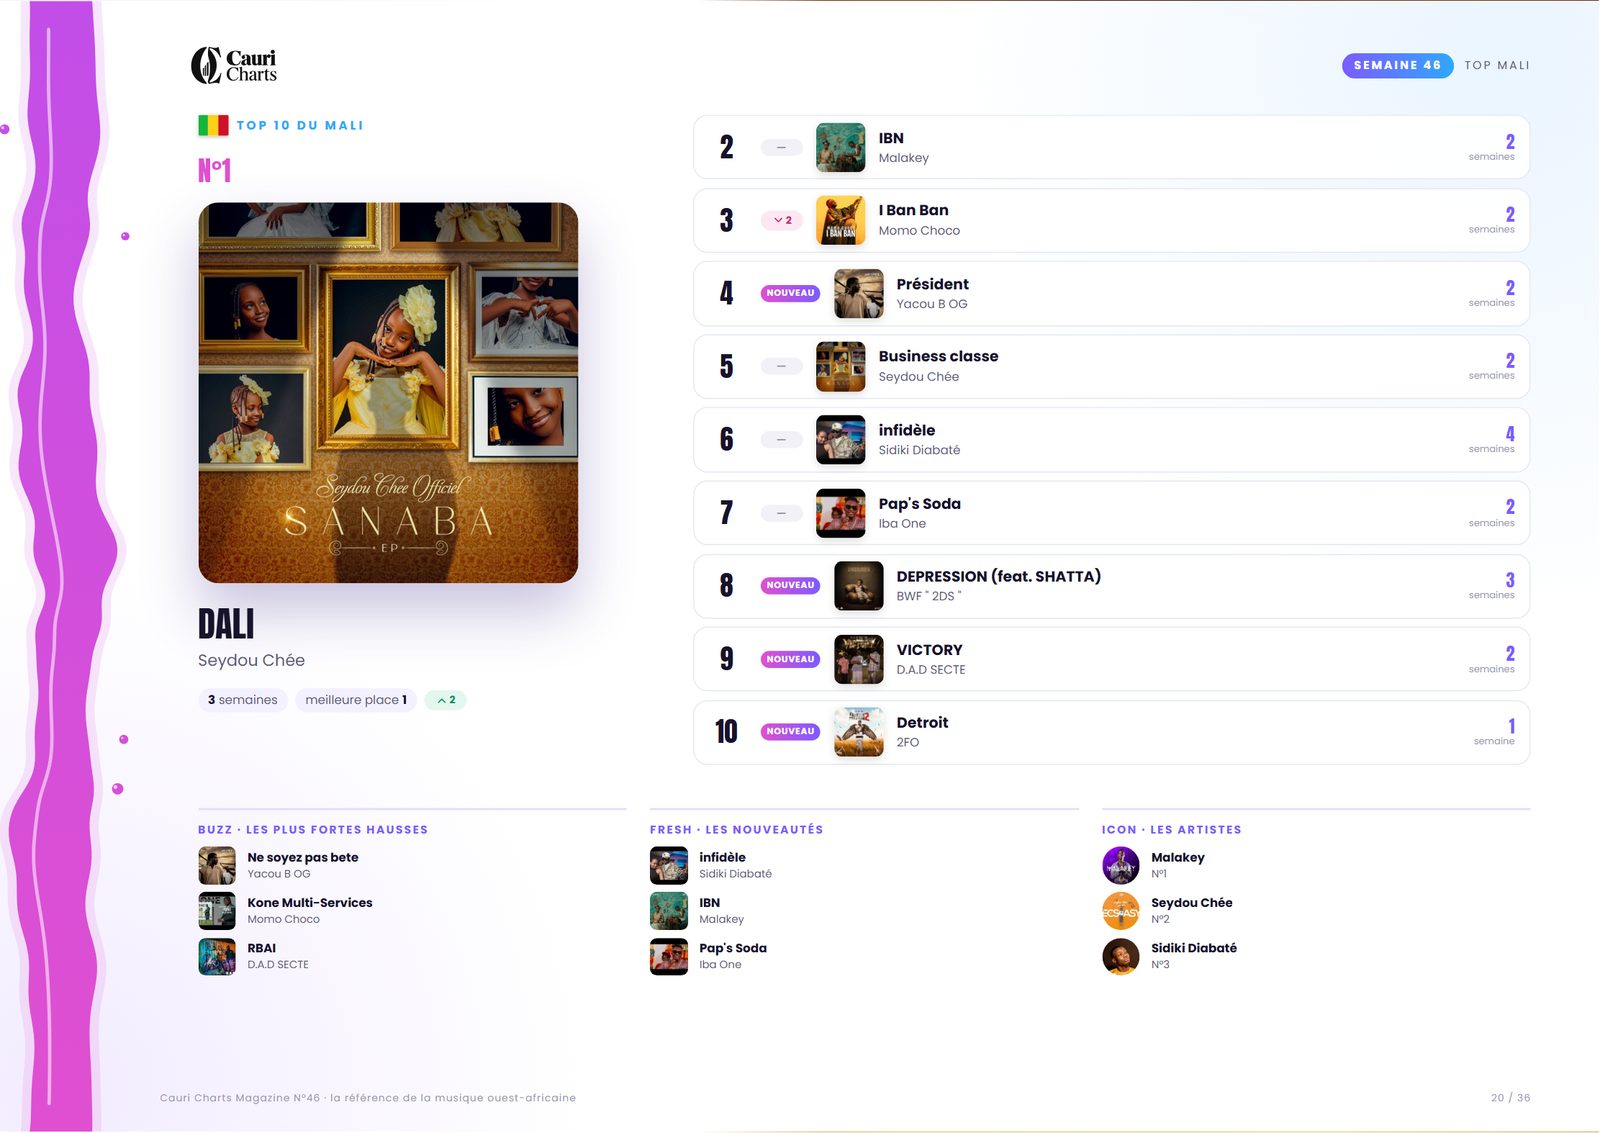 Cauri
Charts
SEMAINE 46 TOP MALI
TOP 10 DU MALI
N°1
Seydou Chee Officiel
SANABA
EP
DALI
Seydou Chée
3 semaines meilleure place 1 2
2 – IBN 2
Malakey semaines
3 2 I Ban Ban 2
Momo Choco semaines
I BAN BAN
4 NOUVEAU Président 2
Yacou B OG semaines
5 – Business classe 2
Seydou Chée semaines
6 – infidèle 4
Sidiki Diabaté semaines
7 – Pap's Soda 2
Iba One semaines
8 NOUVEAU DEPRESSION (feat. SHATTA) 3
BWF " 2DS " semaines
9 NOUVEAU VICTORY 2
D.A.D SECTE semaines
10 NOUVEAU Detroit 1
2FO semaine
BUZZ · LES PLUS FORTES HAUSSES
Ne soyez pas bete
Yacou B OG
Kone Multi-Services
Momo Choco
RBAI
D.A.D SECTE
FRESH · LES NOUVEAUTÉS
infidèle
Sidiki Diabaté
IBN
Malakey
Pap's Soda
Iba One
ICON · LES ARTISTES
MALAKEY
Malakey
N°1
Seydou Chée
N°2
Sidiki Diabaté
N°3
Cauri Charts Magazine N°46 · la référence de la musique ouest-africaine
20 / 36